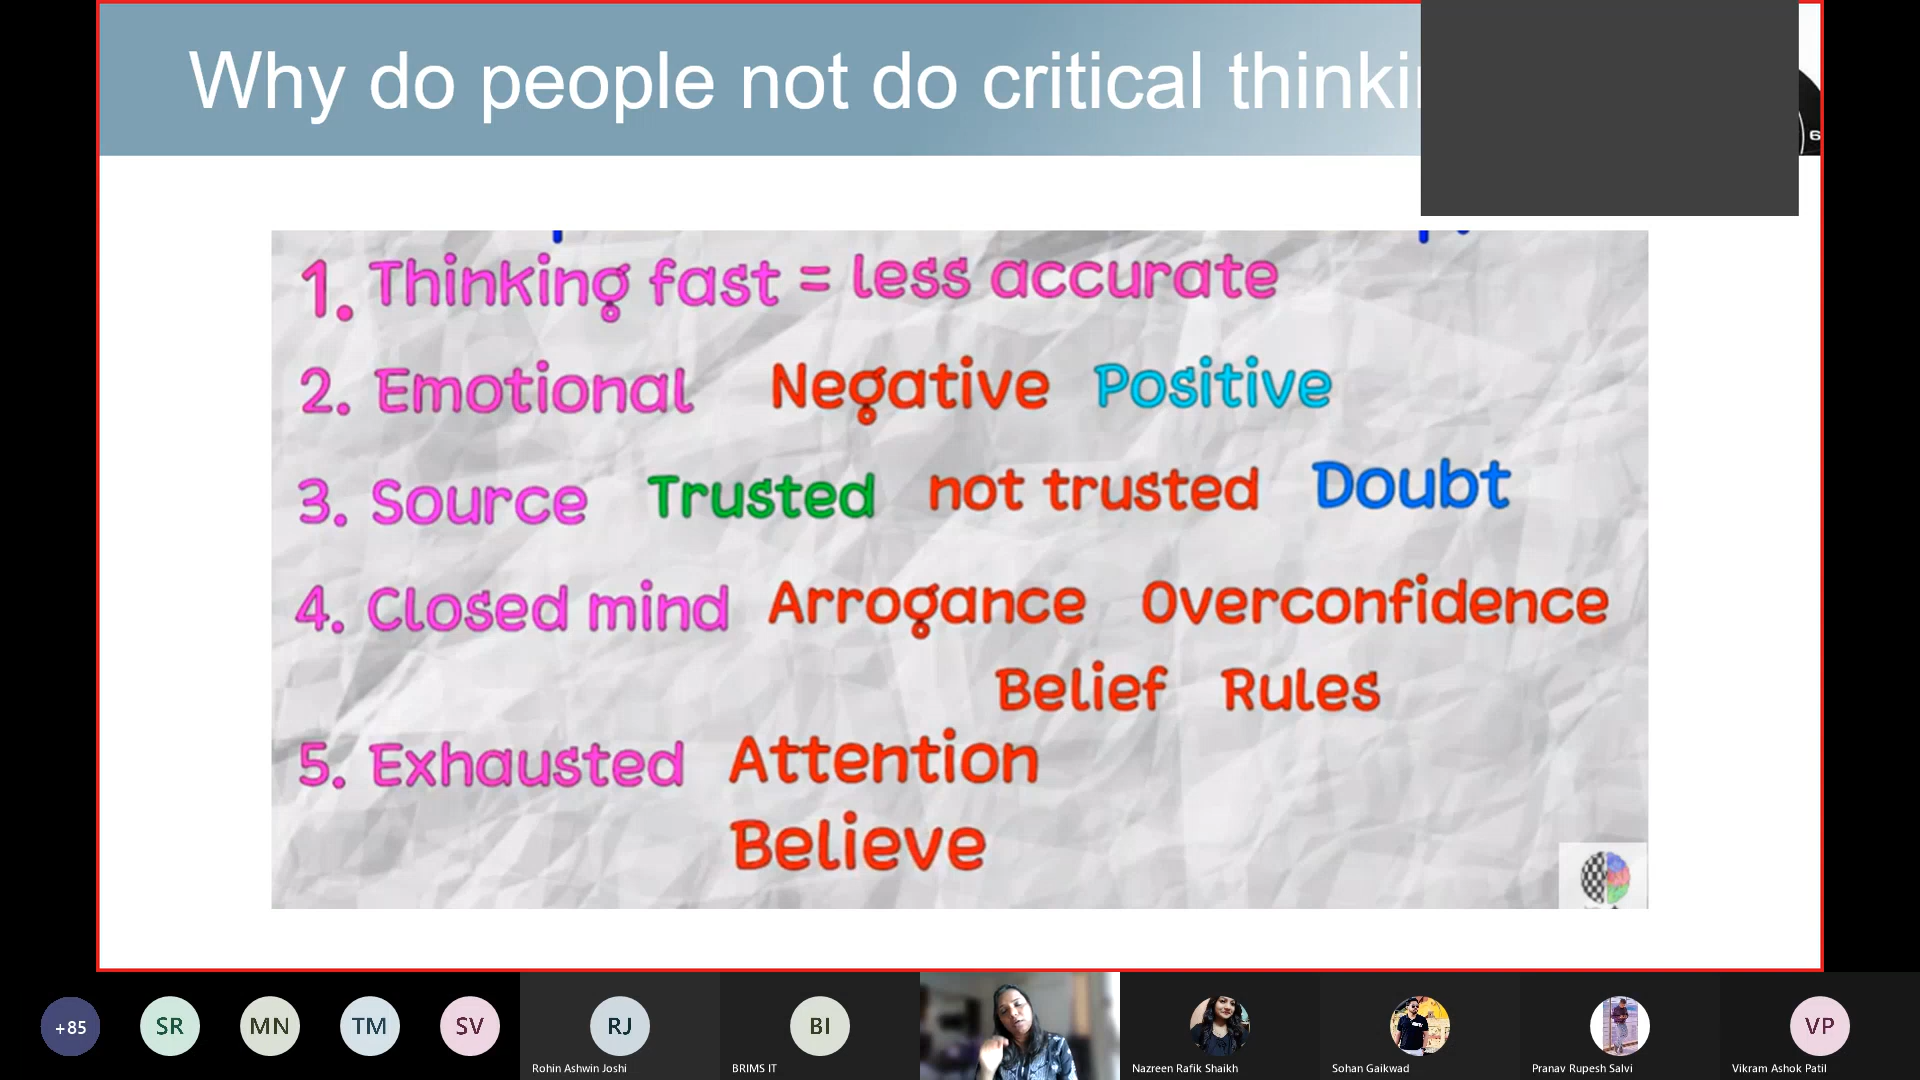 Why do people not do critical
1. Thinking fast = less accurate
2. Emotional Negative Positive
3. Source Trusted not trusted Doubt
4. Closed mind Arrogance Overconfidence
Belief Rules
5. Exhausted Attention
Believe
+85 SR MN TM SV RJ BI VP
Rohin Ashwin Joshi BRIMS IT Nazreen Rafik Shaikh Sohan Gaikwad Pranav Rupesh Salvi Vikram Ashok Patil